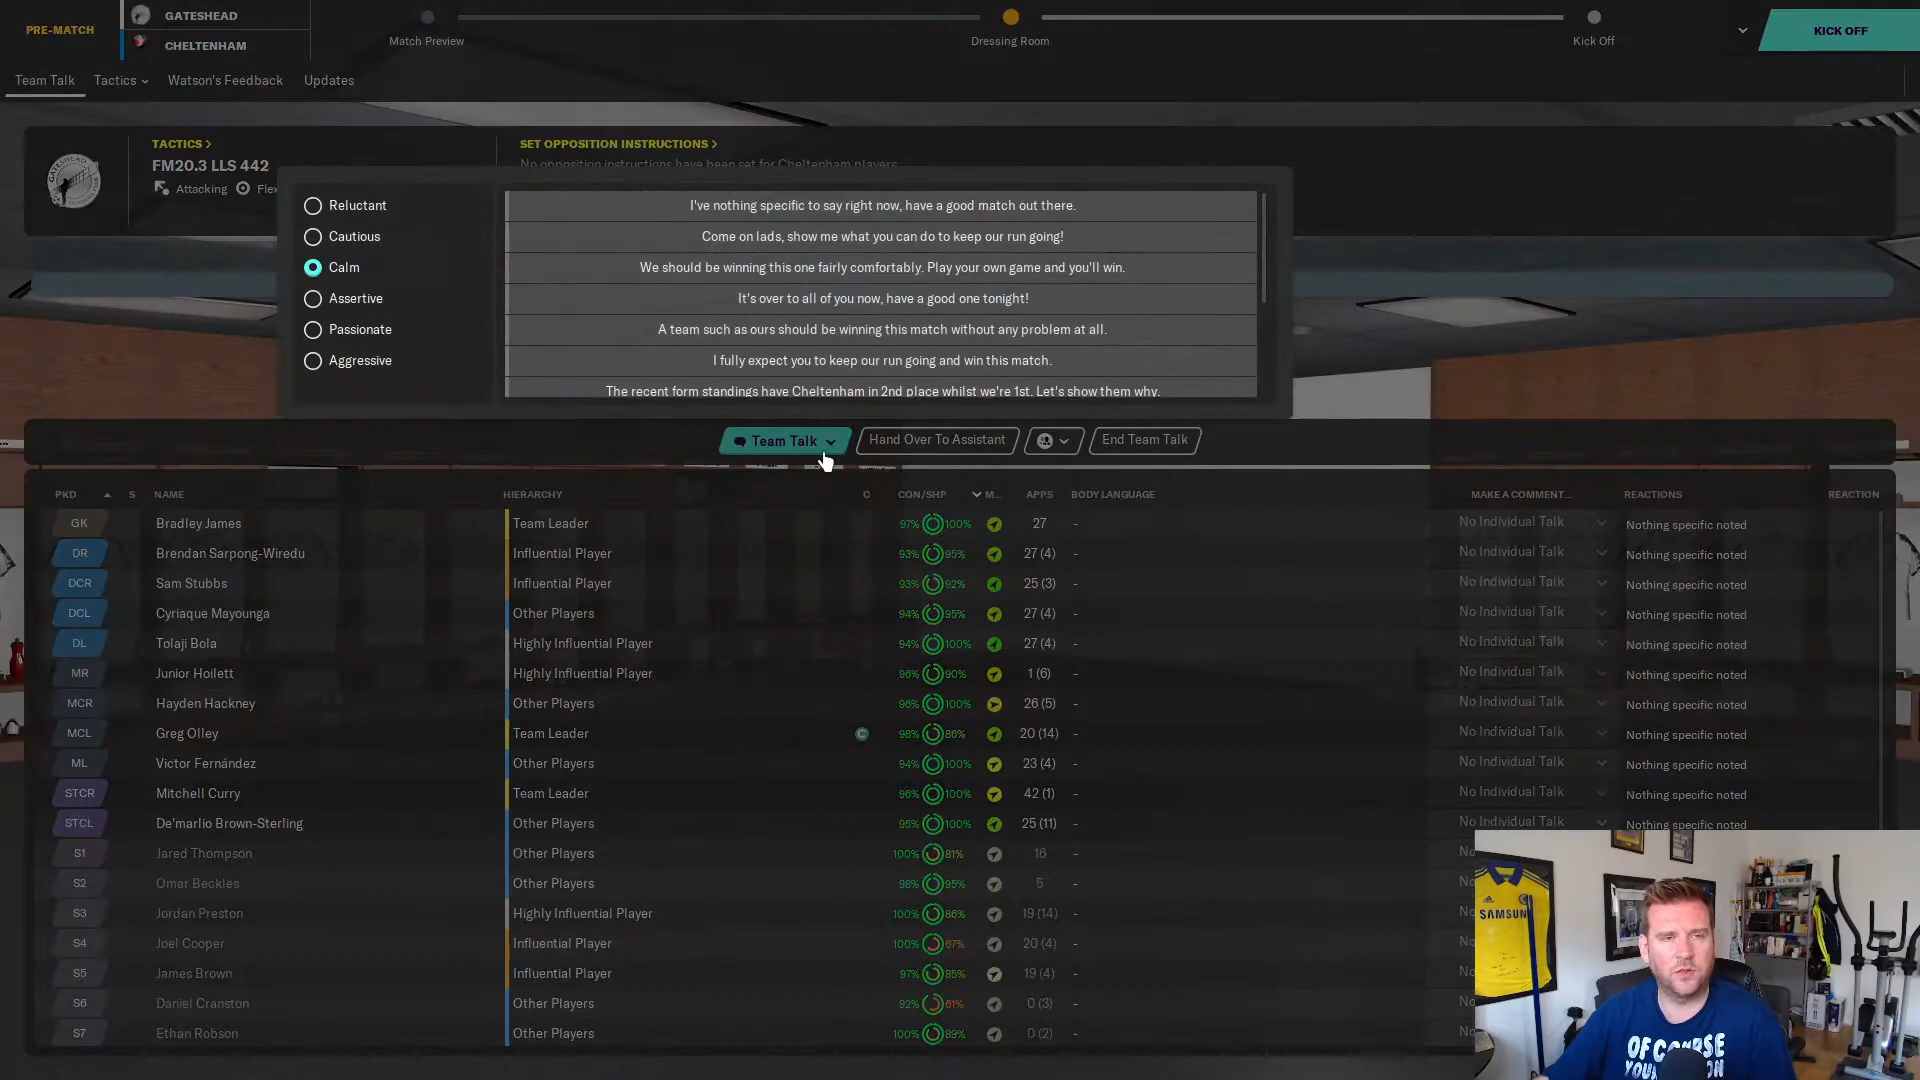 PRE-MATCH
GATESHEAD
CHELTENHAM
Match Preview
Dressing Room
Kick Off
KICK OFF
Team Talk Tactics Watson's Feedback Updates
TACTICS >
FM20.3 LLS 442
Attacking Flex
SET OPPOSITION INSTRUCTIONS >
No opposition instructions have been set for Cheltenham players
Reluctant
Cautious
Calm
Assertive
Passionate
Aggressive
I've nothing specific to say right now, have a good match out there.
Come on lads, show me what you can do to keep our run going!
We should be winning this one fairly comfortably. Play your own game and you'll win.
It's over to all of you now, have a good one tonight!
A team such as ours should be winning this match without any problem at all.
I fully expect you to keep our run going and win this match.
The recent form standings have Cheltenham in 2nd place whilst we're 1st. Let's show them why.
Team Talk Hand Over To Assistant End Team Talk
PKD S NAME HIERARCHY C CON/SHP M... APPS BODY LANGUAGE MAKE A COMMENT... REACTIONS REACTION
GK Bradley James Team Leader 97% 100% 27 - No Individual Talk Nothing specific noted
DR Brendan Sarpong-Wiredu Influential Player 93% 95% 27 (4) - No Individual Talk Nothing specific noted
DCR Sam Stubbs Influential Player 93% 92% 25 (3) - No Individual Talk Nothing specific noted
DCL Cyriaque Mayounga Other Players 94% 95% 27 (4) - No Individual Talk Nothing specific noted
DL Tolaji Bola Highly Influential Player 94% 100% 27 (4) - No Individual Talk Nothing specific noted
MR Junior Hoilett Highly Influential Player 96% 90% 1 (6) - No Individual Talk Nothing specific noted
MCR Hayden Hackney Other Players 96% 100% 26 (5) - No Individual Talk Nothing specific noted
MCL Greg Olley Team Leader C 98% 86% 20 (14) - No Individual Talk Nothing specific noted
ML Victor Fernández Other Players 94% 100% 23 (4) - No Individual Talk Nothing specific noted
STCR Mitchell Curry Team Leader 96% 100% 42 (1) - No Individual Talk Nothing specific noted
STCL De'marlio Brown-Sterling Other Players 95% 100% 25 (11) - No Individual Talk Nothing specific noted
S1 Jared Thompson Other Players 100% 81% 16 - No
S2 Omar Beckles Other Players 98% 95% 5 - No
S3 Jordan Preston Highly Influential Player 100% 86% 19 (14) - No
S4 Joel Cooper Influential Player 100% 67% 20 (4) - No
S5 James Brown Influential Player 97% 85% 19 (4) - No
S6 Daniel Cranston Other Players 92% 61% 0 (3) - No
S7 Ethan Robson Other Players 100% 89% 0 (2) - No
SAMSUNG
OF COURSE